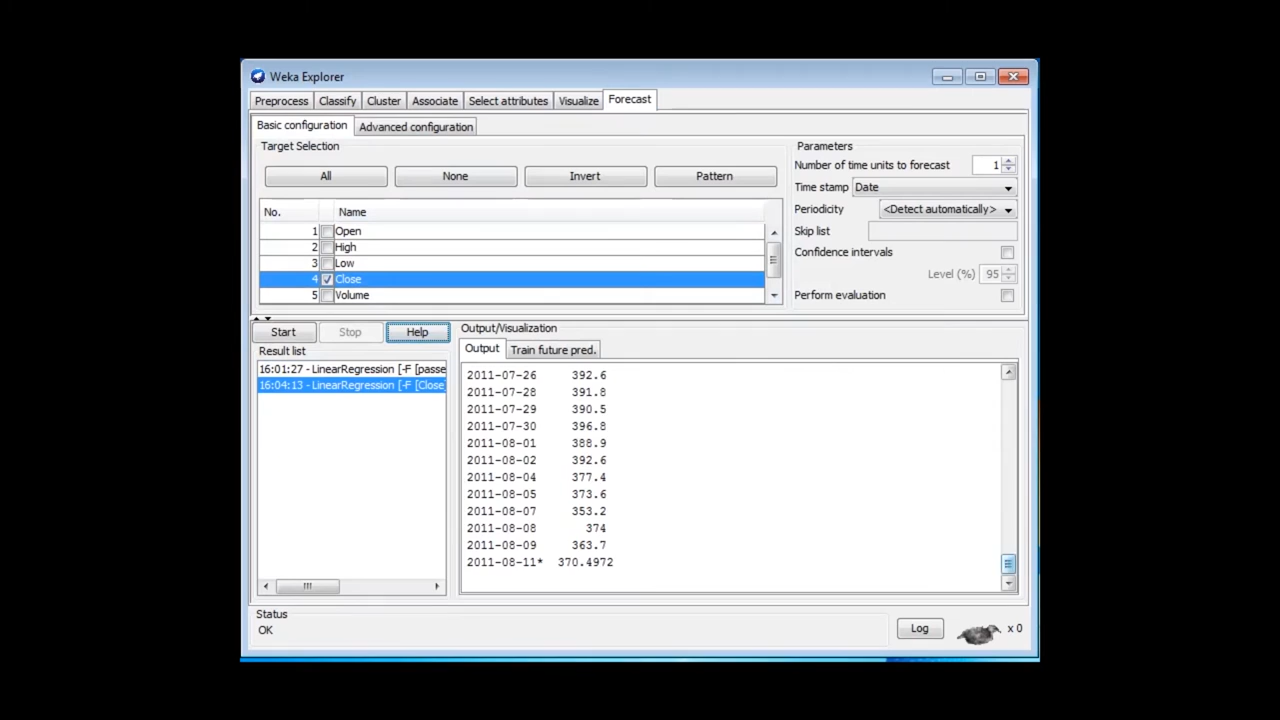 Weka Explorer
Preprocess Classify Cluster Associate Select attributes Visualize Forecast
Basic configuration Advanced configuration
Target Selection
All None Invert Pattern
No. Name
1 Open
2 High
3 Low
4 Close
5 Volume
Parameters
Number of time units to forecast 1
Time stamp Date
Periodicity <Detect automatically>
Skip list
Confidence intervals
Level (%) 95
Perform evaluation
Start Stop Help
Result list
16:01:27 - LinearRegression [-F [passe
16:04:13 - LinearRegression [-F [Close
Output/Visualization
Output Train future pred.
2011-07-26 392.6
2011-07-28 391.8
2011-07-29 390.5
2011-07-30 396.8
2011-08-01 388.9
2011-08-02 392.6
2011-08-04 377.4
2011-08-05 373.6
2011-08-07 353.2
2011-08-08 374
2011-08-09 363.7
2011-08-11* 370.4972
Status
OK
Log x 0